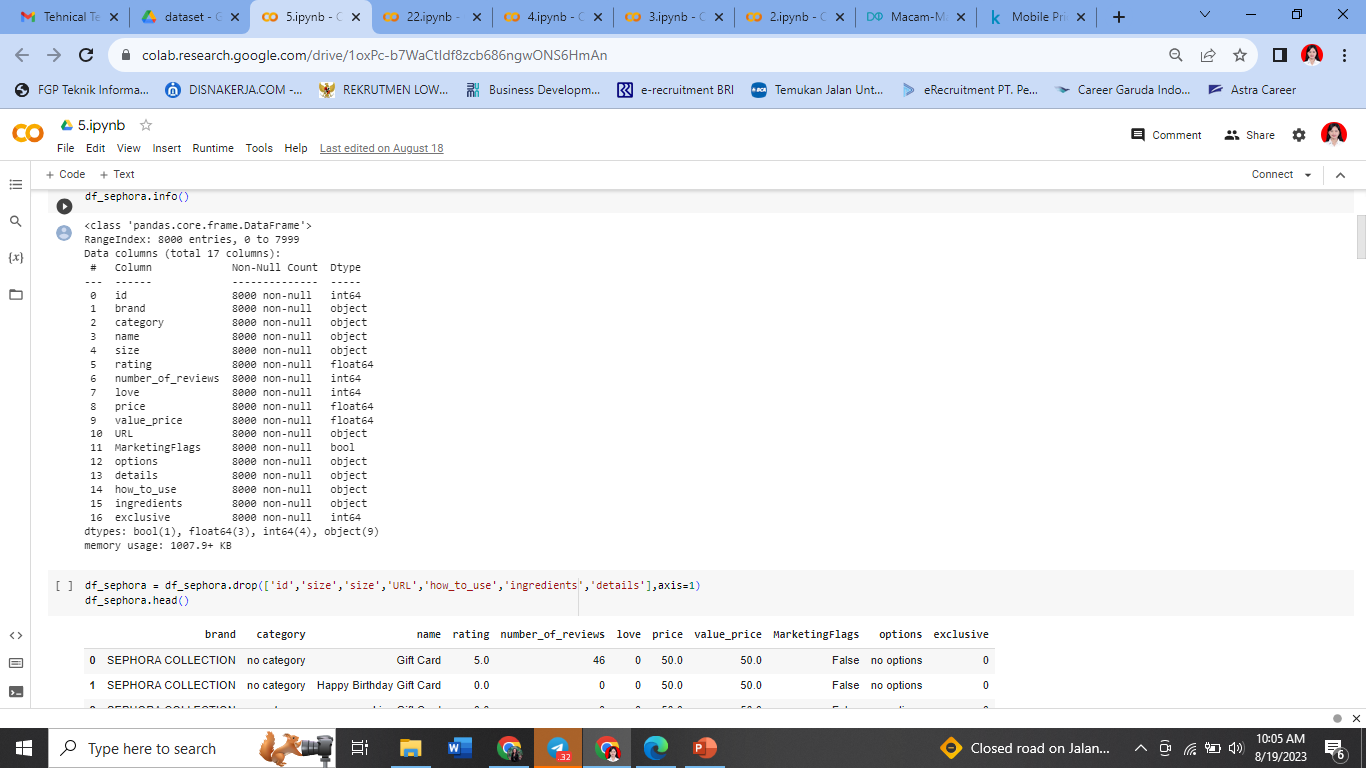 Tehnical Te
dataset - G
5.ipynb - C
22.ipynb -
4.ipynb - C
3.ipynb - C
2.ipynb - C
Macam-M
Mobile Pri
colab.research.google.com/drive/1oxPc-b7WaCtIdf8zcb686ngwONS6HmAn
FGP Teknik Informa...
DISNAKERJA.COM -...
REKRUTMEN LOW...
Business Developm...
e-recruitment BRI
Temukan Jalan Unt...
eRecruitment PT. Pe...
Career Garuda Indo...
Astra Career
5.ipynb
File Edit View Insert Runtime Tools Help Last edited on August 18
Comment
Share
+ Code + Text
Connect
df_sephora.info()
<class 'pandas.core.frame.DataFrame'>
RangeIndex: 8000 entries, 0 to 7999
Data columns (total 17 columns):
# Column Non-Null Count Dtype
--- ------ -------------- -----
0 id 8000 non-null int64
1 brand 8000 non-null object
2 category 8000 non-null object
3 name 8000 non-null object
4 size 8000 non-null object
5 rating 8000 non-null float64
6 number_of_reviews 8000 non-null int64
7 love 8000 non-null int64
8 price 8000 non-null float64
9 value_price 8000 non-null float64
10 URL 8000 non-null object
11 MarketingFlags 8000 non-null bool
12 options 8000 non-null object
13 details 8000 non-null object
14 how_to_use 8000 non-null object
15 ingredients 8000 non-null object
16 exclusive 8000 non-null int64
dtypes: bool(1), float64(3), int64(4), object(9)
memory usage: 1007.9+ KB
[ ] df_sephora = df_sephora.drop(['id','size','size','URL','how_to_use','ingredients','details'],axis=1)
df_sephora.head()
brand category name rating number_of_reviews love price value_price MarketingFlags options exclusive
0 SEPHORA COLLECTION no category Gift Card 5.0 46 0 50.0 50.0 False no options 0
1 SEPHORA COLLECTION no category Happy Birthday Gift Card 0.0 0 0 50.0 50.0 False no options 0
Type here to search
.32
Closed road on Jalan...
10:05 AM
8/19/2023
6